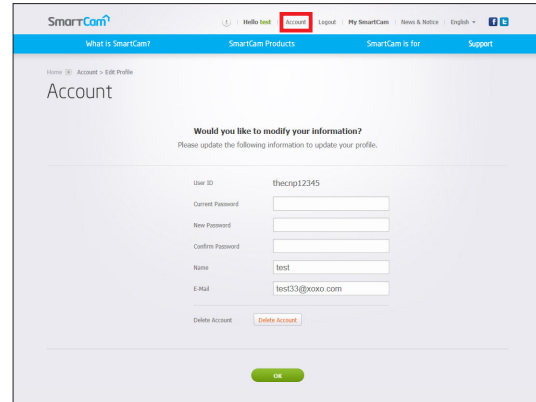 SmartCam
Hello test | Account | Logout | My SmartCam | News & Notice | English
What is SmartCam? SmartCam Products SmartCam is for Support
Home Account > Edit Profile
Account
Would you like to modify your information?
Please update the following information to update your profile.
User ID thecnp12345
Current Password
New Password
Confirm Password
Name test
E-Mail test33@xoxo.com
Delete Account Delete Account
OK